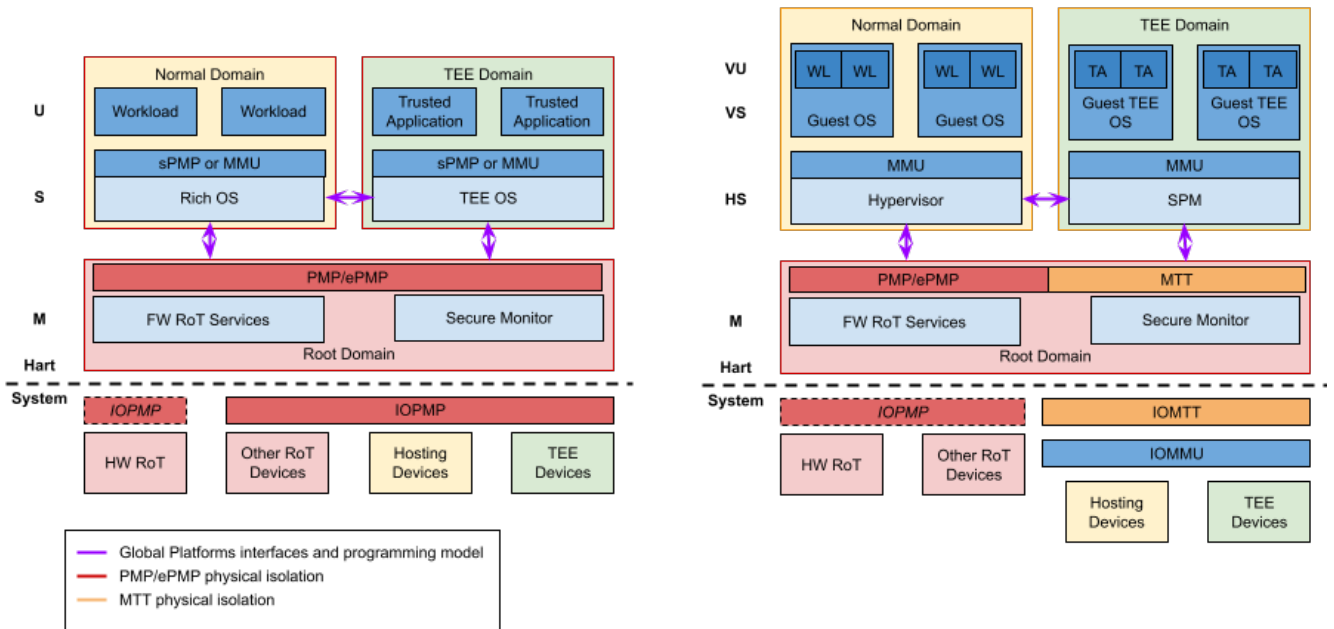 Normal Domain
TEE Domain
U
Workload
Workload
Trusted
Application
Trusted
Application
sPMP or MMU
sPMP or MMU
S
Rich OS
TEE OS
PMP/ePMP
M
FW RoT Services
Secure Monitor
Root Domain
Hart
System
IOPMP
IOPMP
HW RoT
Other RoT
Devices
Hosting
Devices
TEE
Devices
Global Platforms interfaces and programming model
PMP/ePMP physical isolation
MTT physical isolation
Normal Domain
TEE Domain
VU
WL WL
WL WL
TA TA
TA TA
VS
Guest OS
Guest OS
Guest TEE
OS
Guest TEE
OS
MMU
MMU
HS
Hypervisor
SPM
PMP/ePMP
MTT
M
FW RoT Services
Secure Monitor
Root Domain
Hart
System
IOPMP
IOMTT
HW RoT
Other RoT
Devices
IOMMU
Hosting
Devices
TEE
Devices